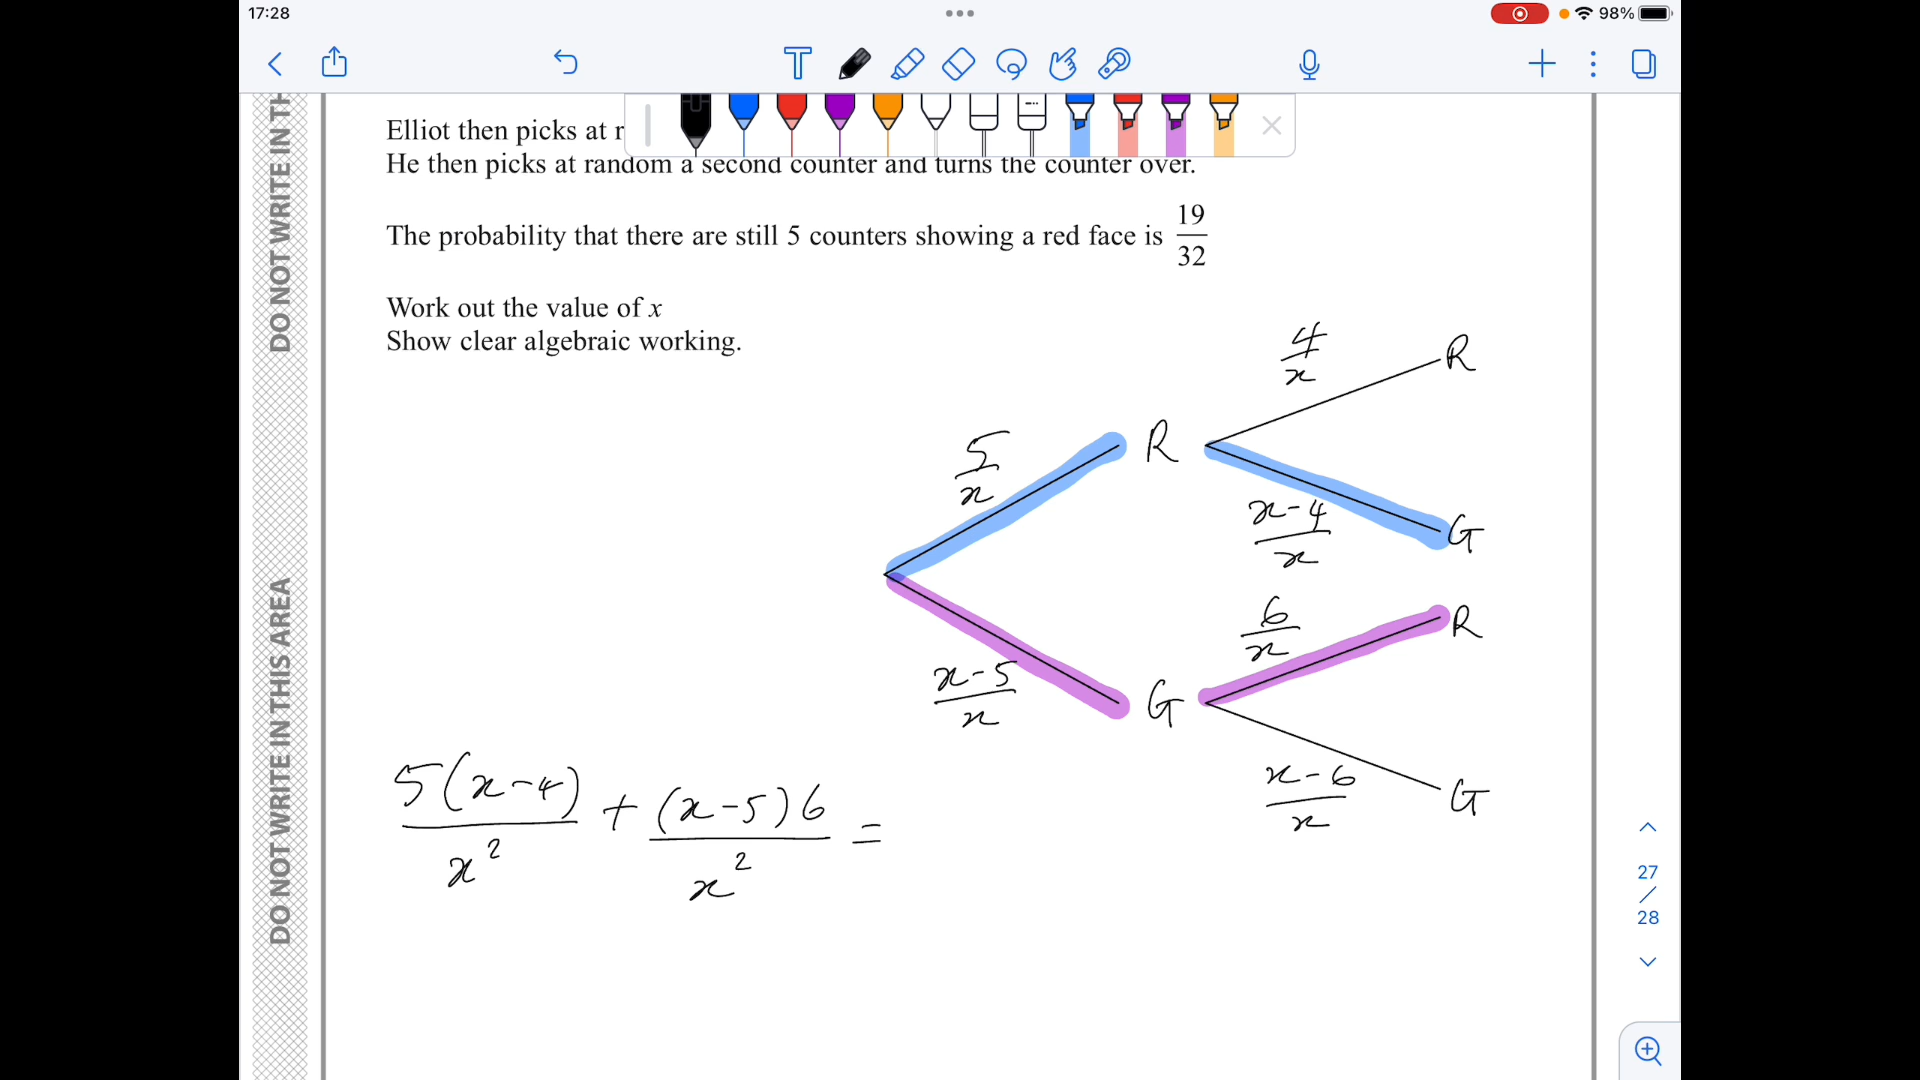 17:28
98%
T
DO NOT WRITE IN TH
Elliot then picks at r
He then picks at random a second counter and turns the counter over.
The probability that there are still 5 counters showing a red face is 19/32
Work out the value of x
Show clear algebraic working.
4/x
R
5/x
R
x-4/x
G
6/x
R
x-5/x
G
x-6/x
G
5(x-4)/x² + (x-5)6/x² =
DO NOT WRITE IN THIS AREA
27
/
28